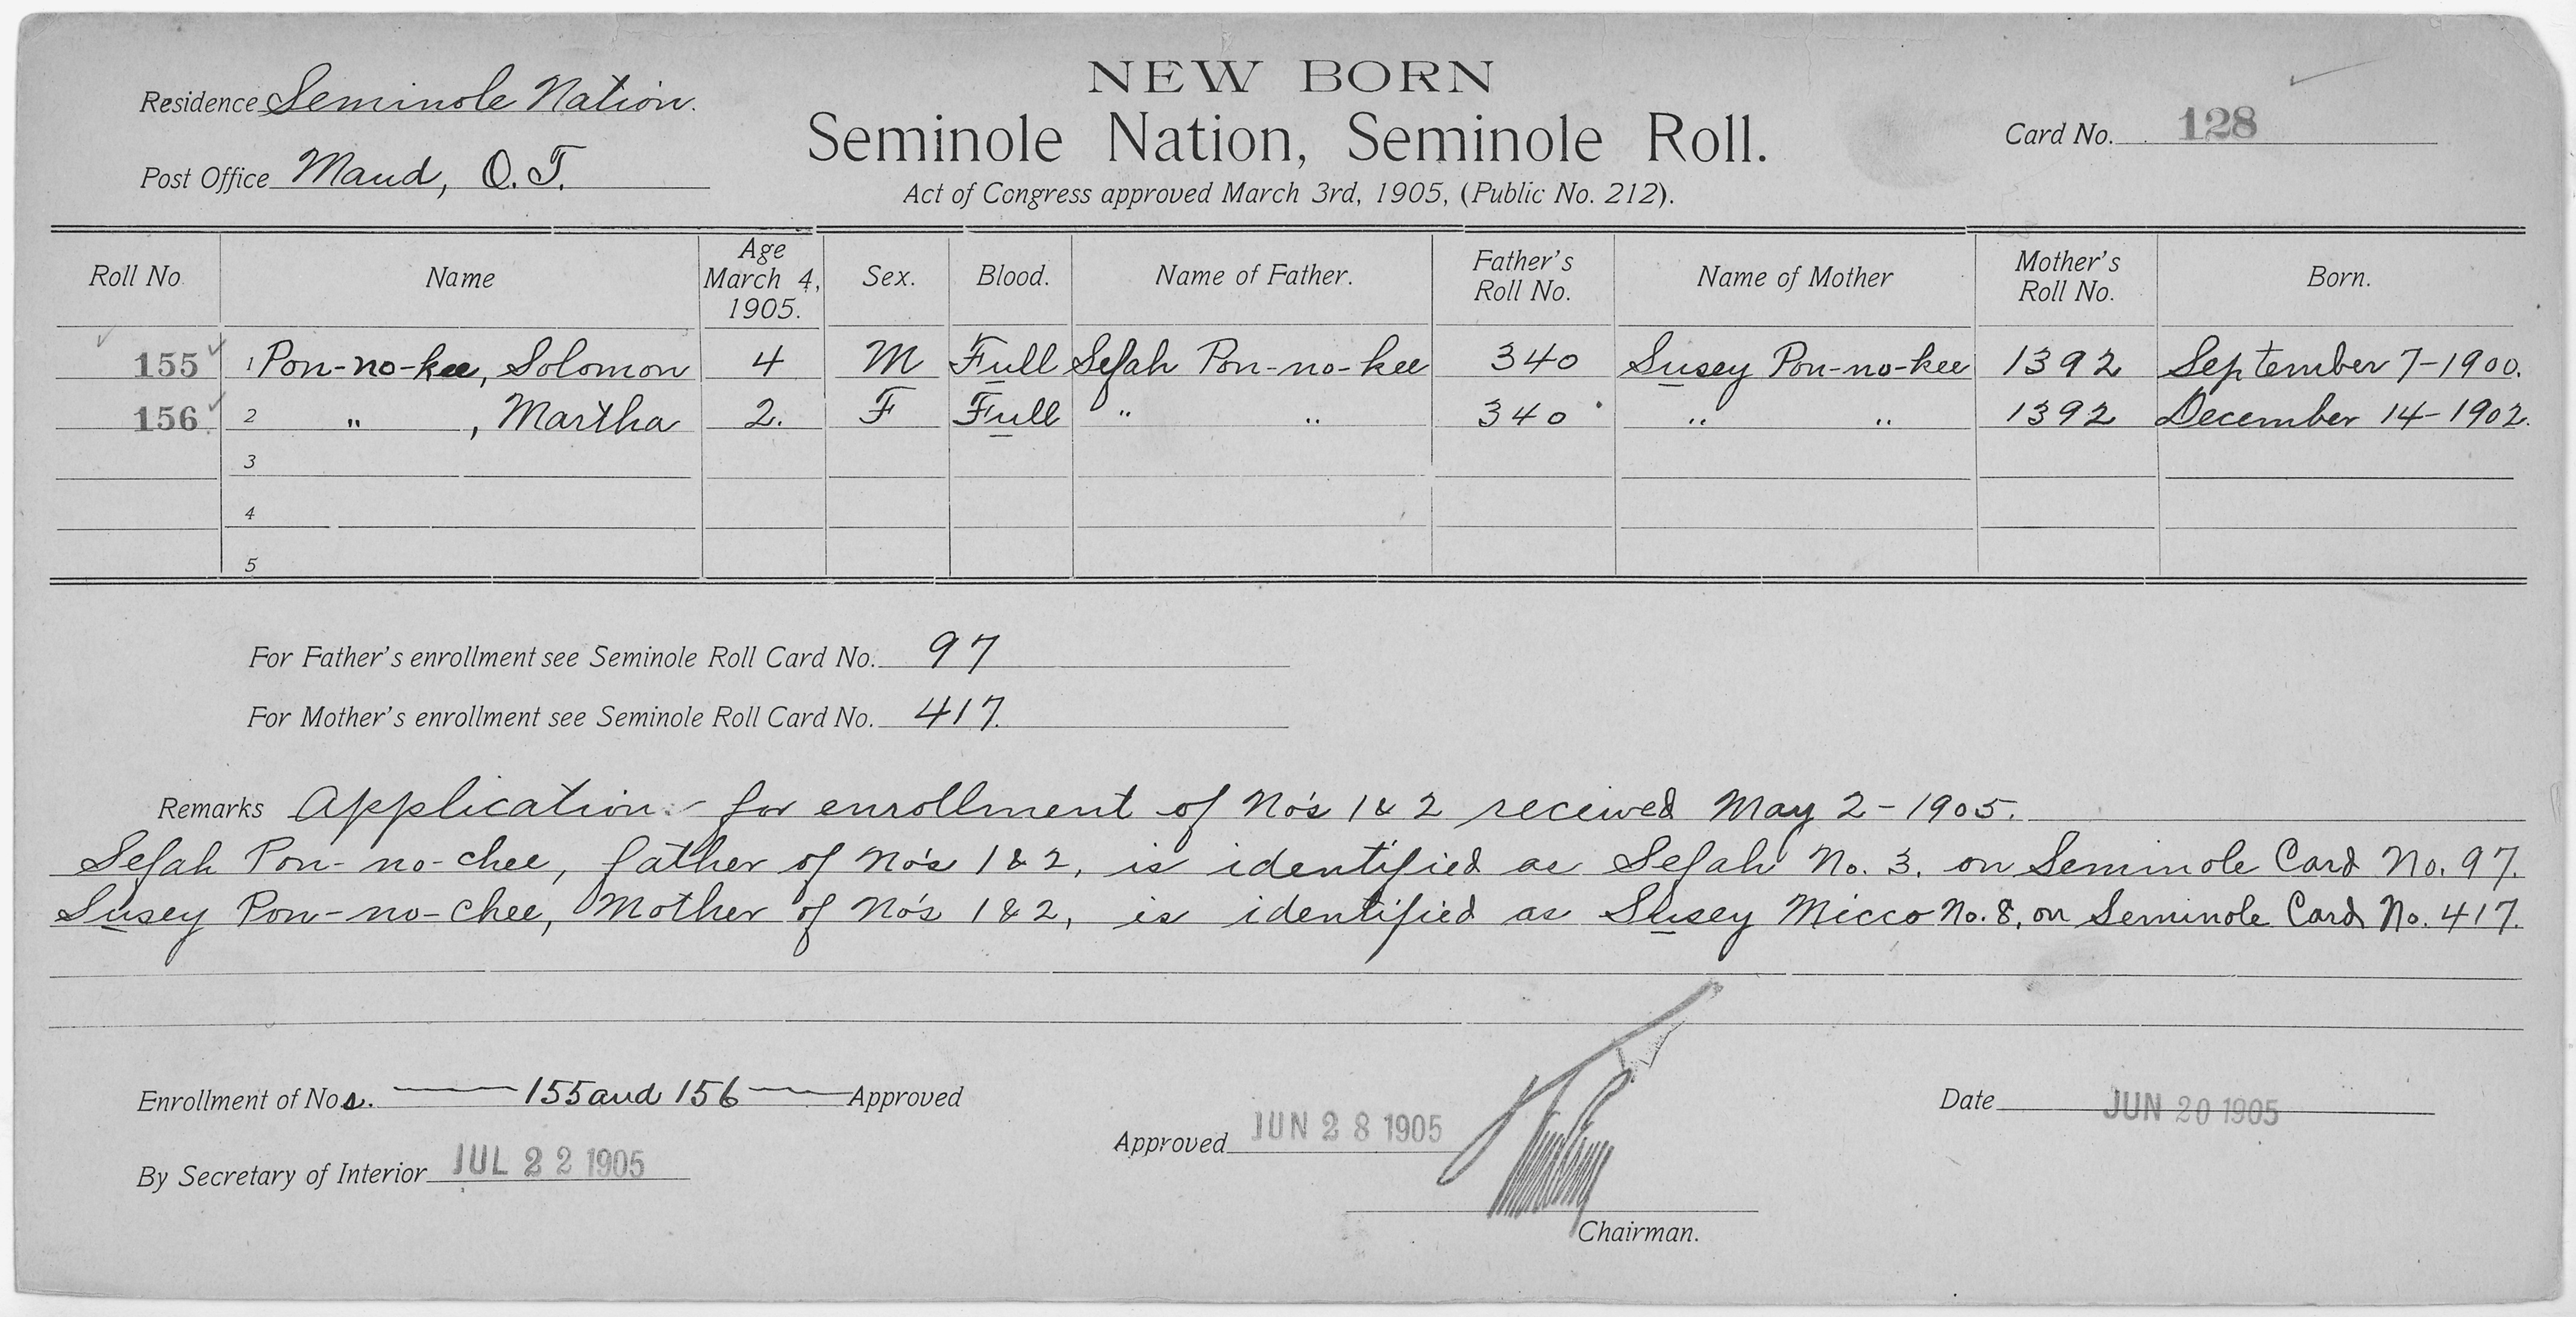 NEW BORN
Residence Seminole Nation.
Seminole Nation, Seminole Roll.
Card No. 128
Post Office Maud, O.T.
Act of Congress approved March 3rd, 1905, (Public No. 212).
Roll No. Name Age March 4, 1905. Sex. Blood. Name of Father. Father's Roll No. Name of Mother Mother's Roll No. Born.
155 1 Pon-no-kee, Solomon 4 M Full Sefah Pon-no-kee 340 Susey Pon-no-kee 1392 September 7-1900.
156 2 " , Martha 2. F Full " " 340 " " 1392 December 14-1902.
3
4
5
For Father's enrollment see Seminole Roll Card No. 97
For Mother's enrollment see Seminole Roll Card No. 417.
Remarks Application for enrollment of No's 1 & 2 received May 2-1905.
Sefah Pon-no-chee, father of No's 1 & 2, is identified as Sefah No. 3, on Seminole Card No. 97.
Susey Pon-no-chee, Mother of No's 1 & 2, is identified as Susey Micco No. 8, on Seminole Card No. 417.
Enrollment of Nos. 155 and 156 Approved
Date JUN 20 1905
Approved JUN 28 1905
By Secretary of Interior JUL 22 1905
Chairman.